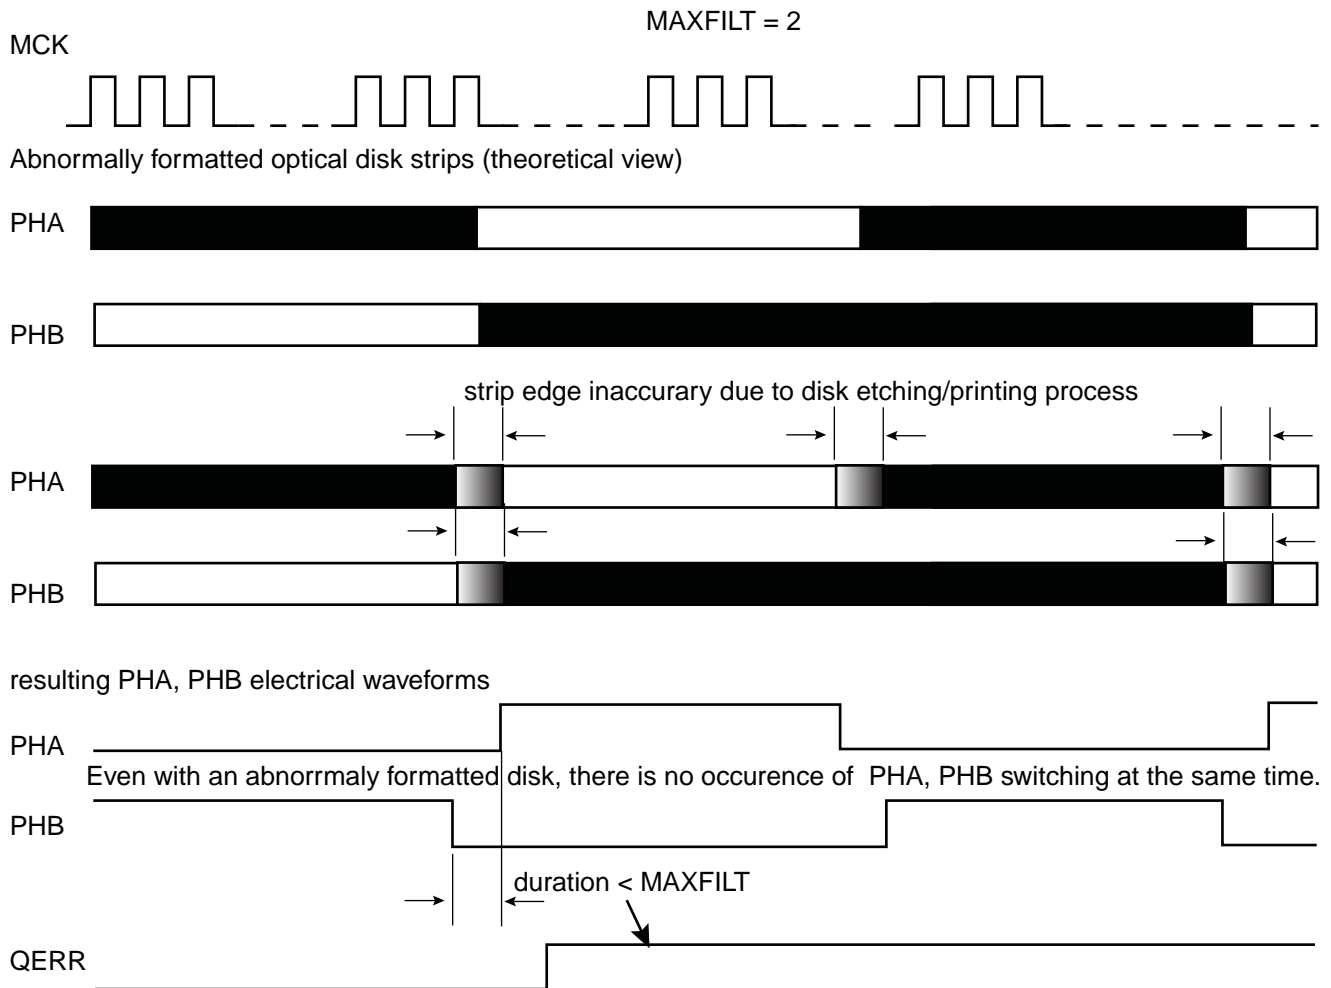 MAXFILT = 2
MCK
Abnormally formatted optical disk strips (theoretical view)
PHA
PHB
strip edge inaccurary due to disk etching/printing process
PHA
PHB
resulting PHA, PHB electrical waveforms
PHA
Even with an abnorrmaly formatted disk, there is no occurence of PHA, PHB switching at the same time.
PHB
duration < MAXFILT
QERR